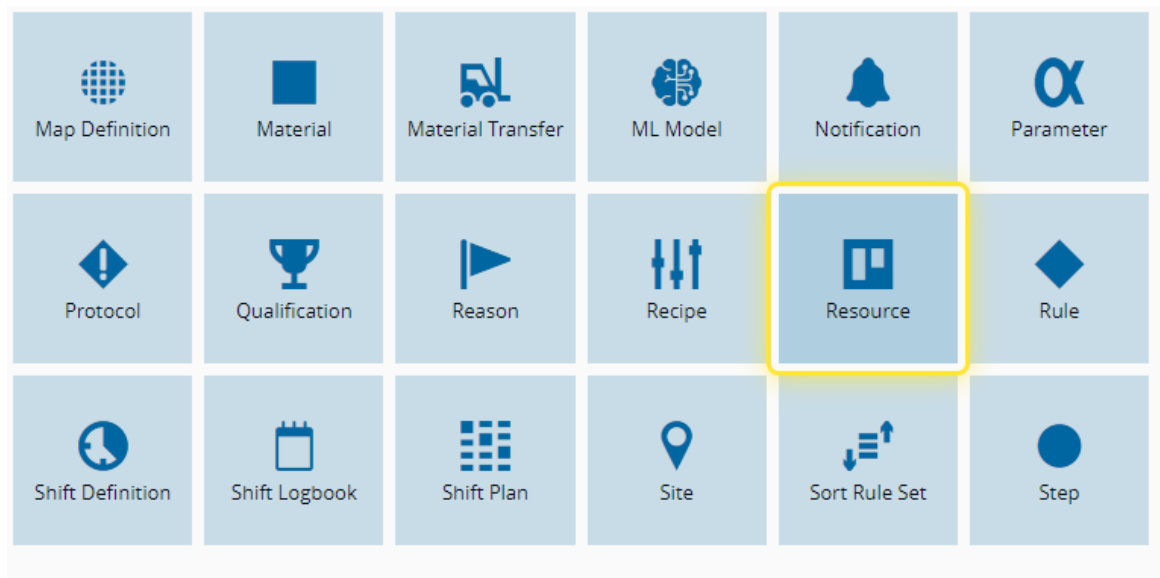 Map Definition
Material
Material Transfer
ML Model
Notification
Parameter
Protocol
Qualification
Reason
Recipe
Resource
Rule
Shift Definition
Shift Logbook
Shift Plan
Site
Sort Rule Set
Step